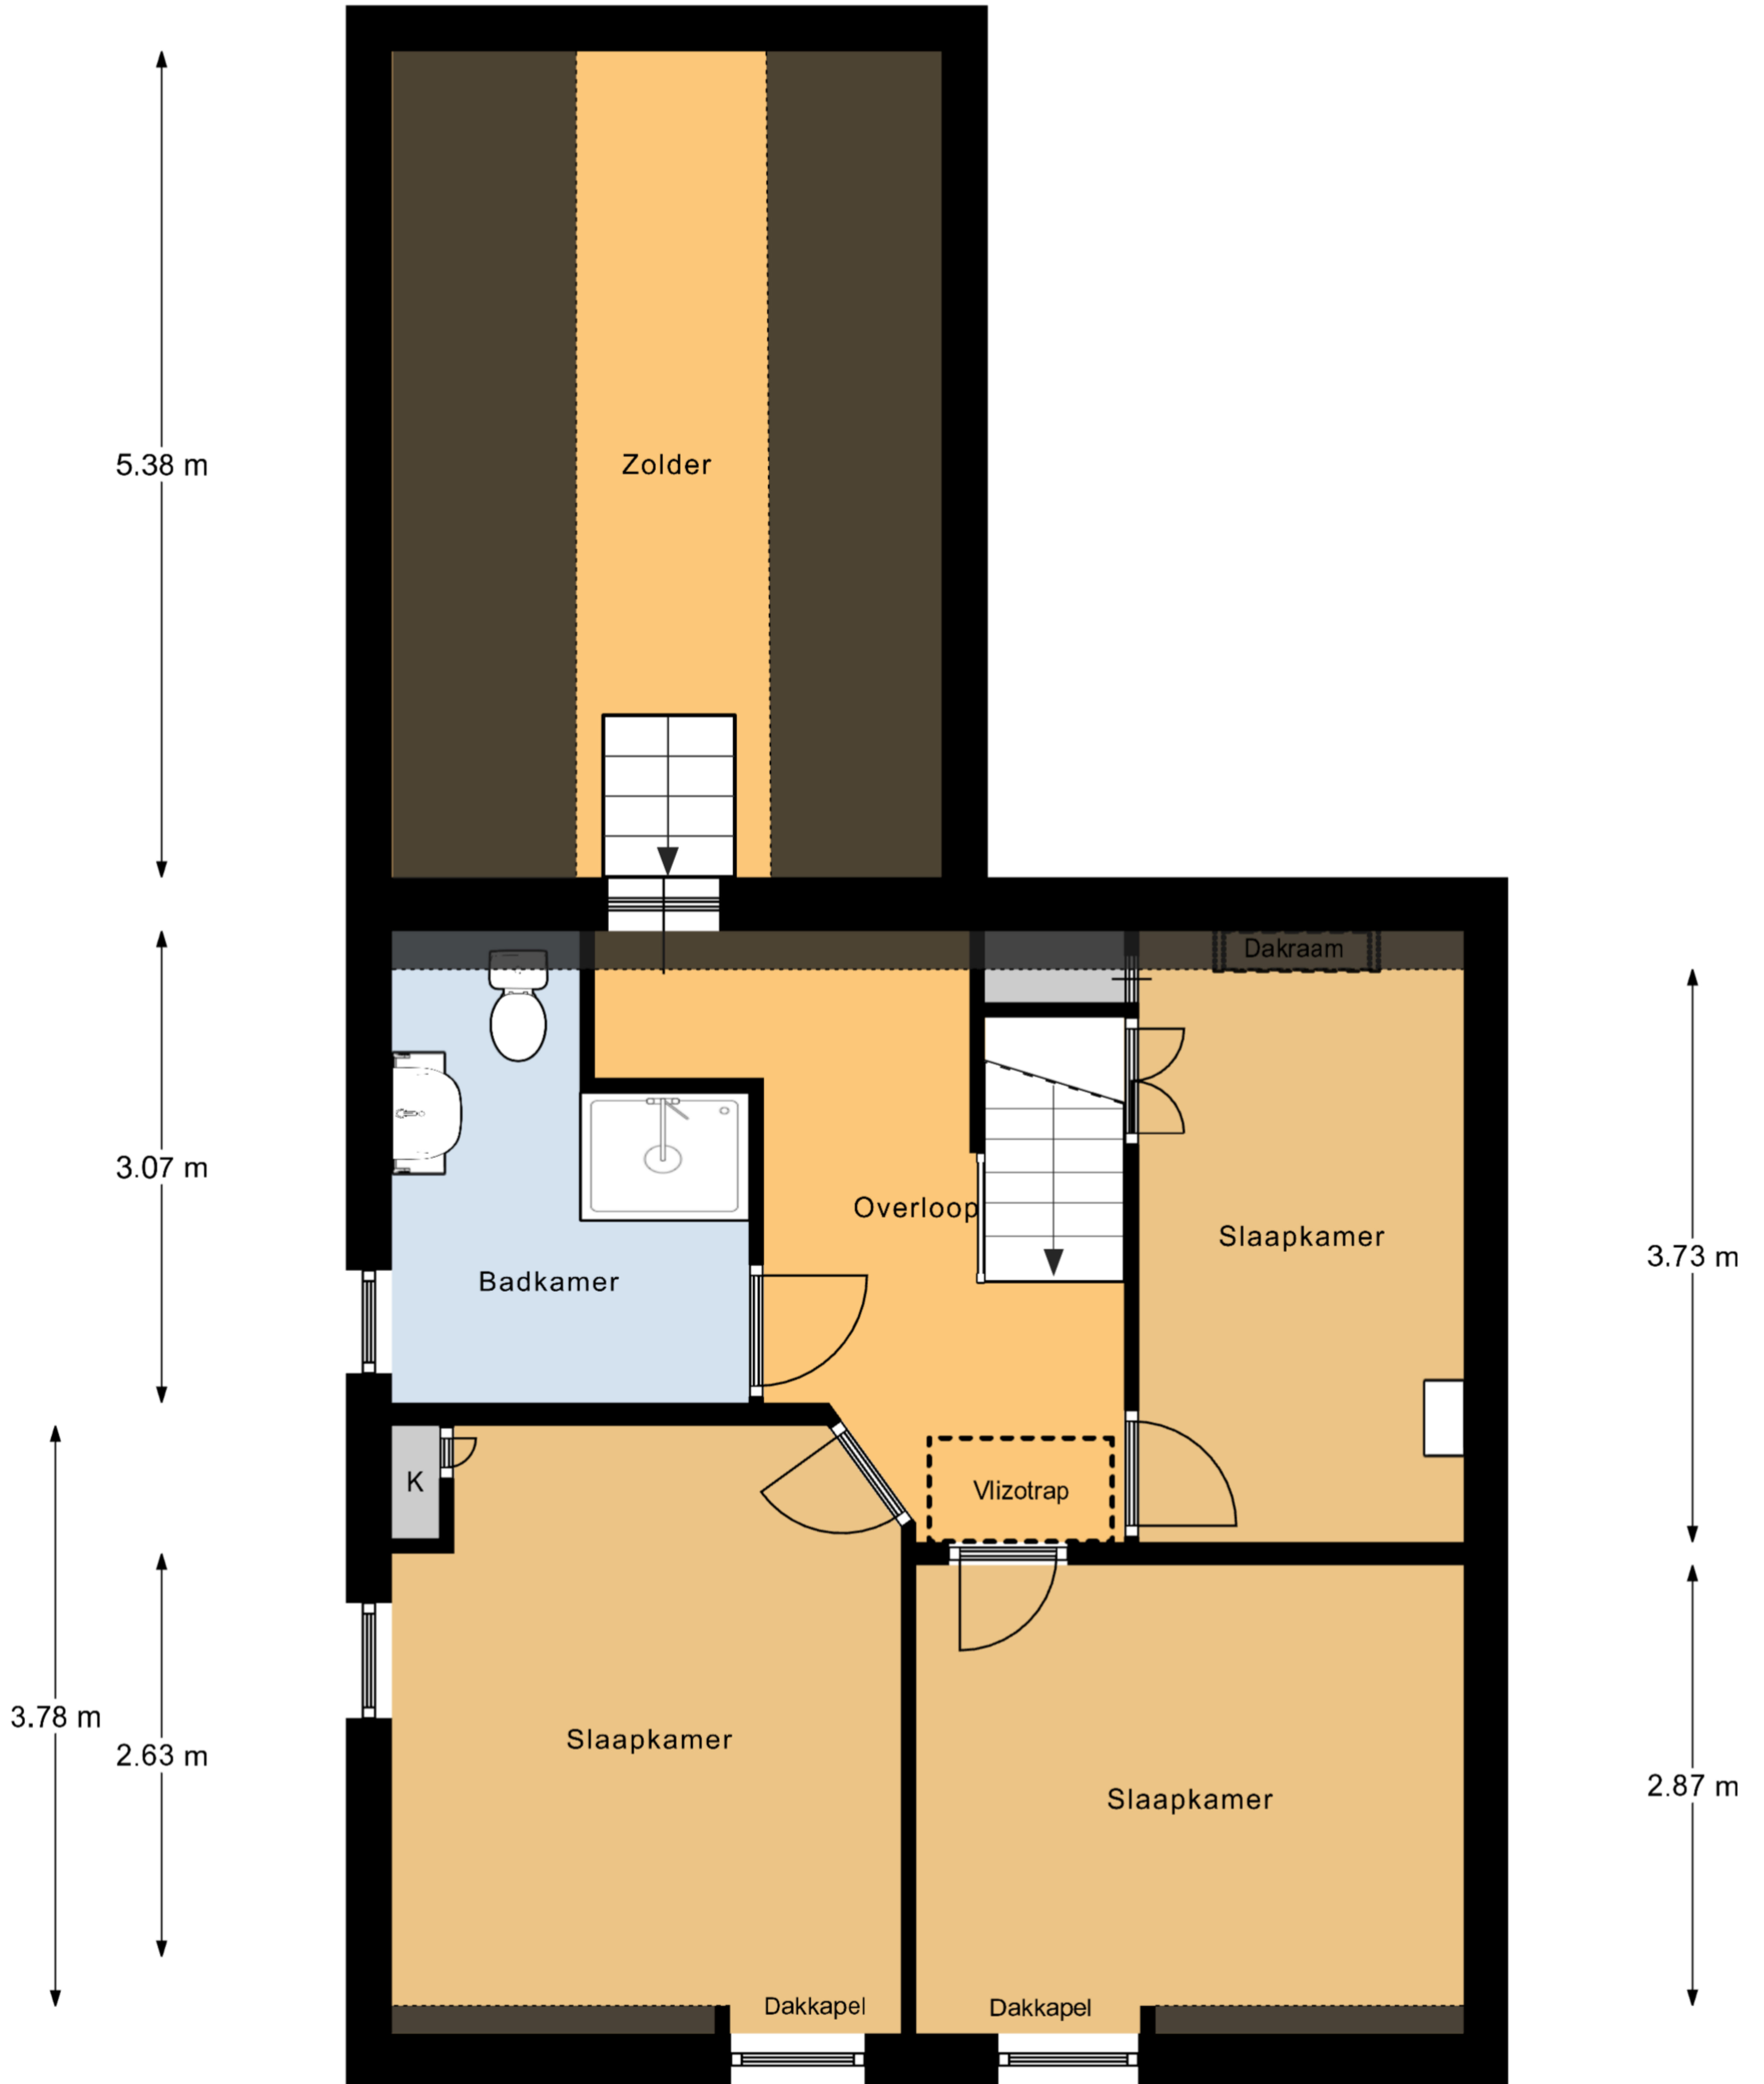 5.38 m
Zolder
Dakraam
3.07 m
Overloop
Slaapkamer
3.73 m
Badkamer
K
Vlizotrap
3.78 m
2.63 m
Slaapkamer
Slaapkamer
2.87 m
Dakkapel
Dakkapel